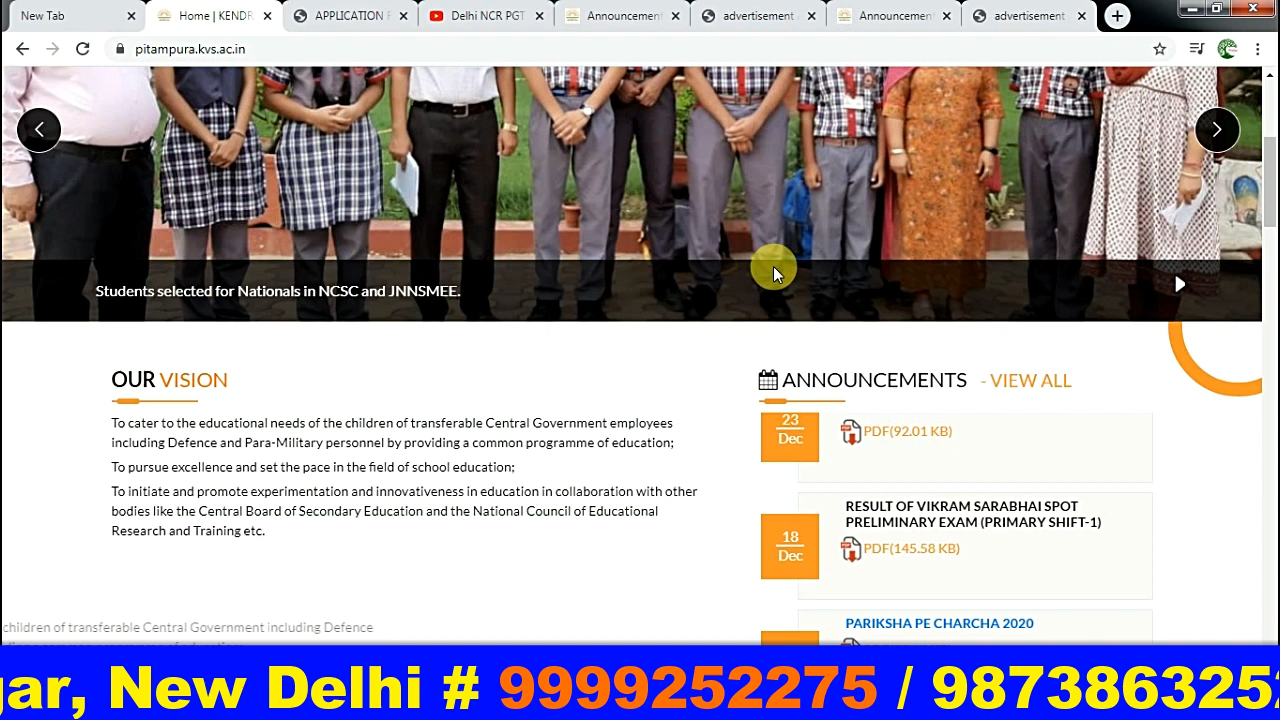 New Tab
Home | KENDR
APPLICATION F
Delhi NCR PGT
Announcement
advertisement
Announcement
advertisement
pitampura.kvs.ac.in
Students selected for Nationals in NCSC and JNNSMEE.
OUR VISION
To cater to the educational needs of the children of transferable Central Government employees
including Defence and Para-Military personnel by providing a common programme of education;
To pursue excellence and set the pace in the field of school education;
To initiate and promote experimentation and innovativeness in education in collaboration with other
bodies like the Central Board of Secondary Education and the National Council of Educational
Research and Training etc.
children of transferable Central Government including Defence
ANNOUNCEMENTS - VIEW ALL
23
Dec
PDF(92.01 KB)
RESULT OF VIKRAM SARABHAI SPOT
PRELIMINARY EXAM (PRIMARY SHIFT-1)
18
Dec
PDF(145.58 KB)
PARIKSHA PE CHARCHA 2020
gar, New Delhi # 9999252275 / 987386325